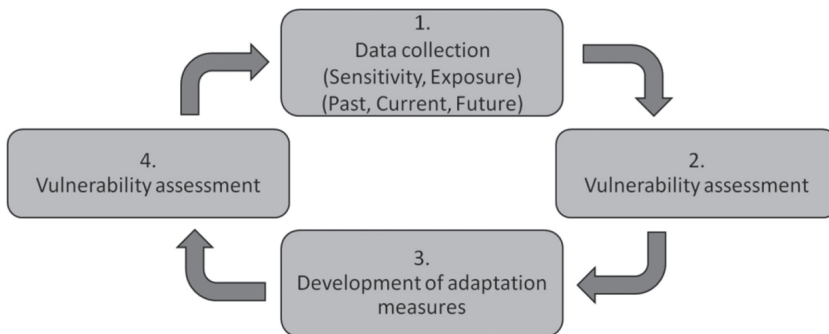 1.
Data collection
(Sensitivity, Exposure)
(Past, Current, Future)
2.
Vulnerability assessment
3.
Development of adaptation
measures
4.
Vulnerability assessment